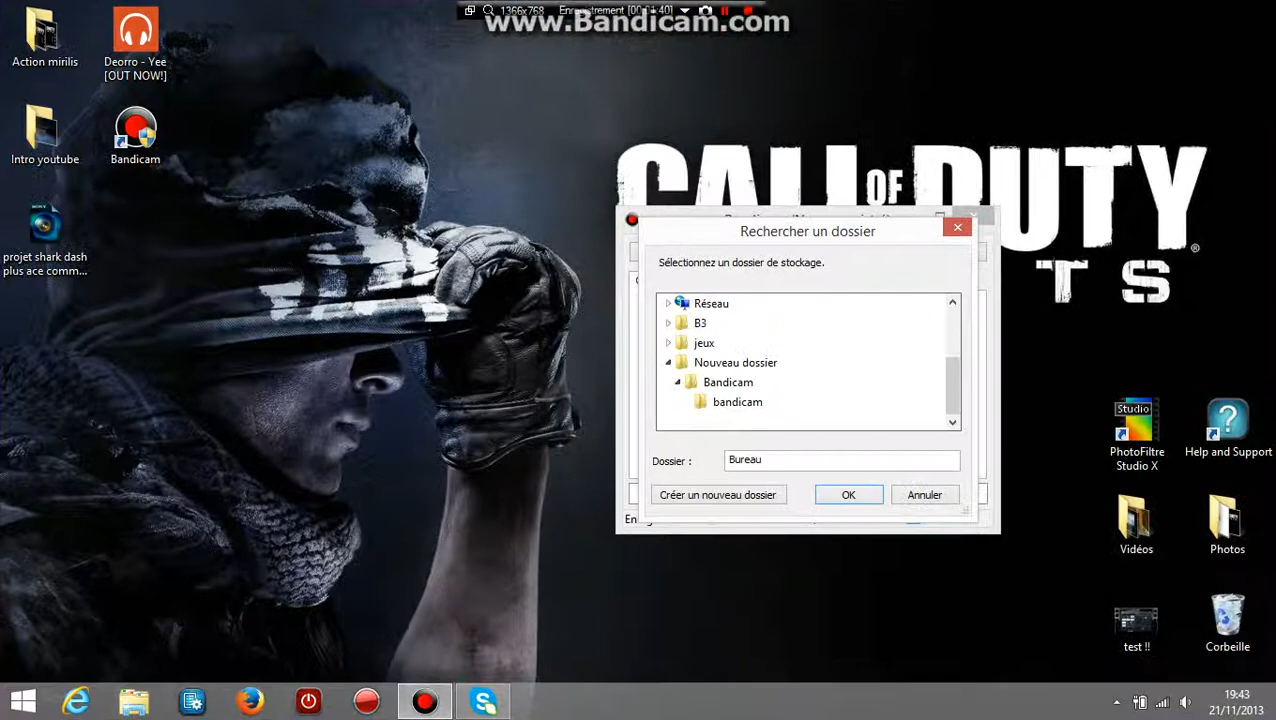 1366x768 Enregistrement
www.Bandicam.com
Action mirilis
Deorro - Yee
[OUT NOW!]
Intro youtube
Bandicam
SONY
projet shark dash
plus ace comm...
CALL OF DUTY
®
T S
Rechercher un dossier
Sélectionnez un dossier de stockage.
Réseau
B3
jeux
Nouveau dossier
Bandicam
bandicam
Dossier :
Bureau
Créer un nouveau dossier
OK
Annuler
Studio
PhotoFiltre
Studio X
Help and Support
Vidéos
Photos
test !!
Corbeille
19:43
21/11/2013